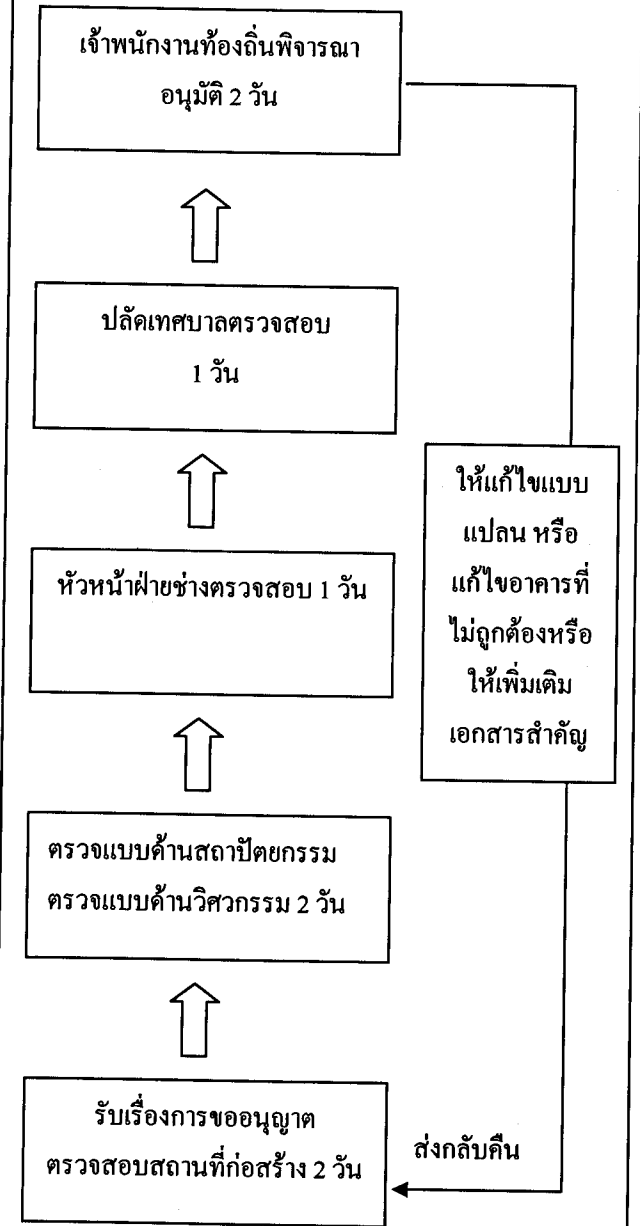 เจ้าพนักงานท้องถิ่นพิจารณา
อนุมัติ 2 วัน
ปลัดเทศบาลตรวจสอบ
1 วัน
ให้แก้ไขแบบ
แปลน หรือ
แก้ไขอาคารที่
ไม่ถูกต้องหรือ
ให้เพิ่มเติม
เอกสารสำคัญ
หัวหน้าฝ่ายช่างตรวจสอบ 1 วัน
ตรวจแบบด้านสถาปัตยกรรม
ตรวจแบบด้านวิศวกรรม 2 วัน
รับเรื่องการขออนุญาต
ตรวจสอบสถานที่ก่อสร้าง 2 วัน
ส่งกลับคืน